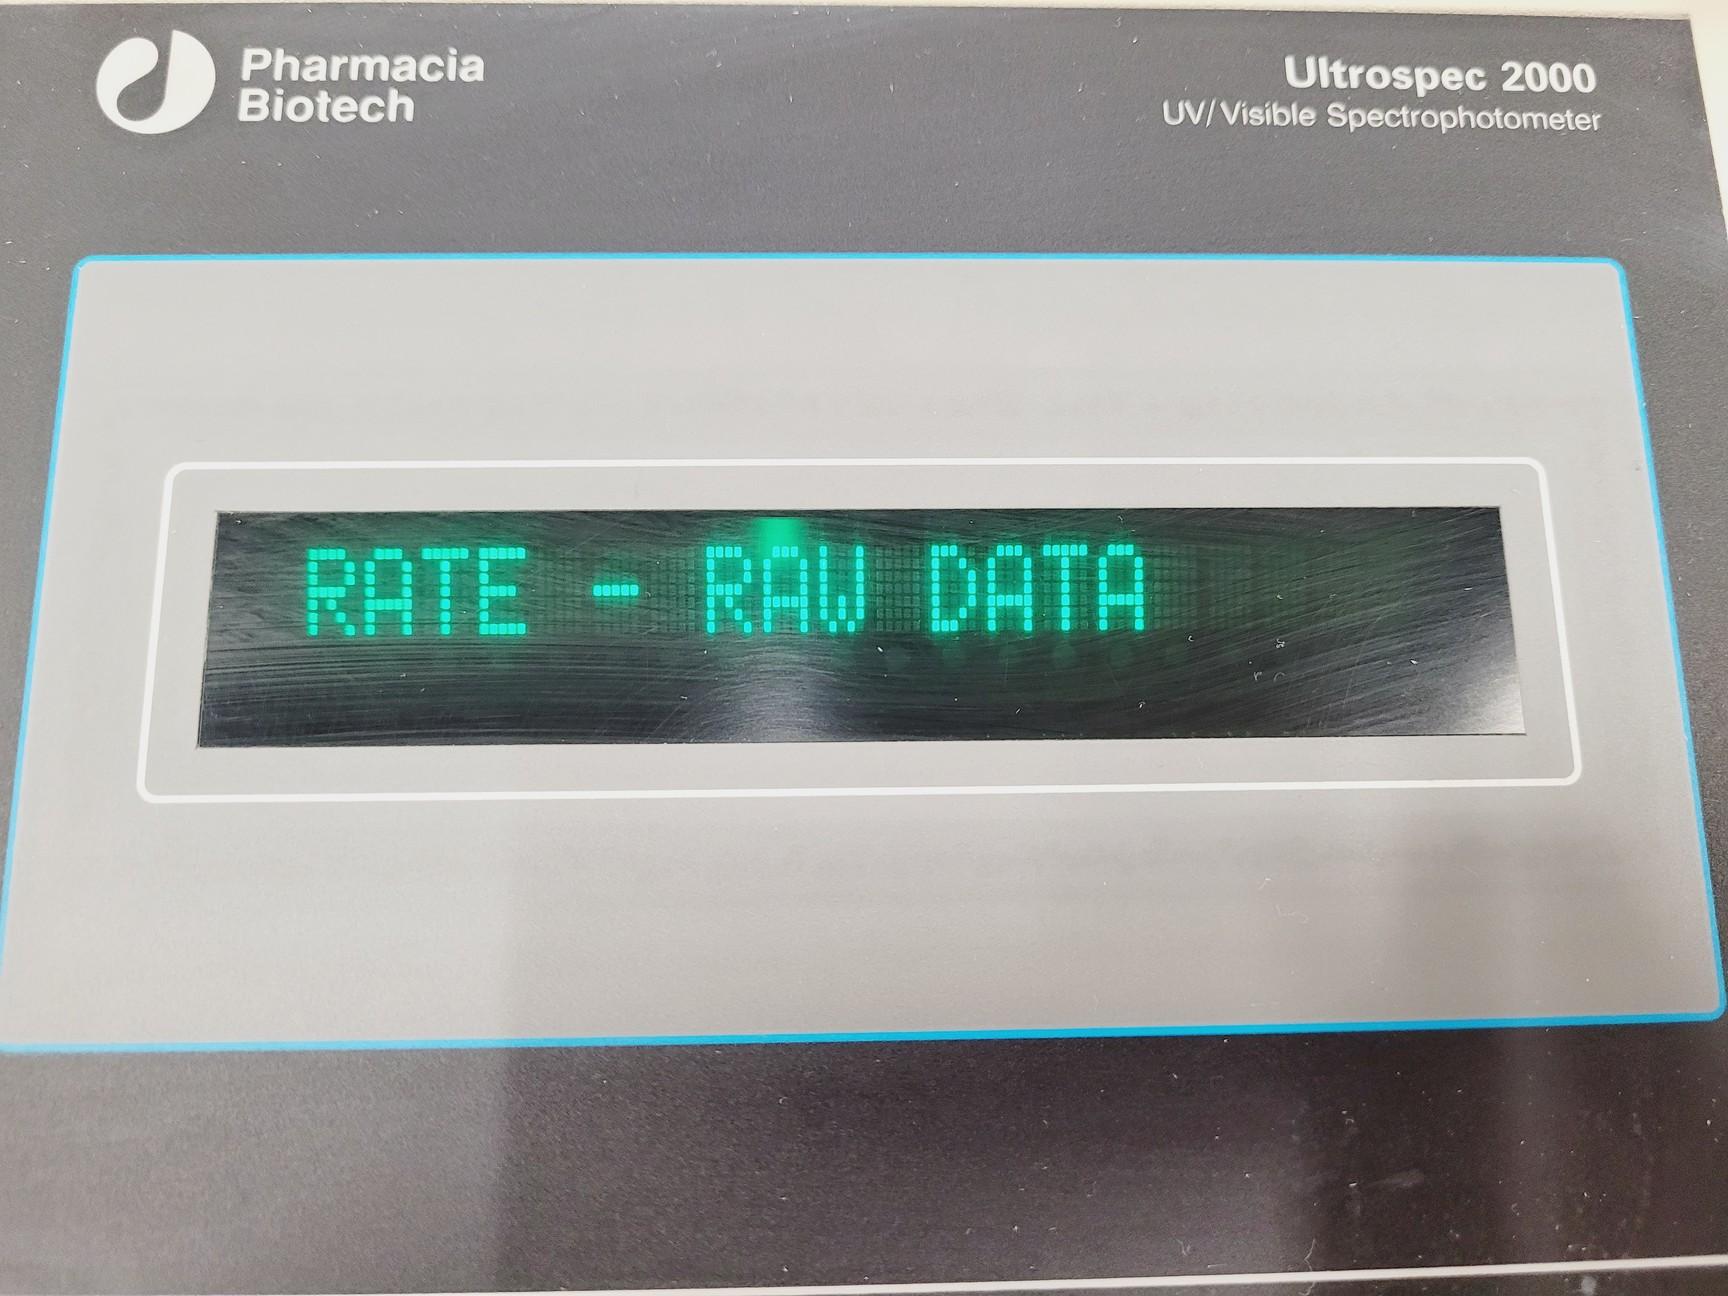 Pharmacia
Biotech
Ultrospec 2000
UV/Visible Spectrophotometer
RATE - RAW DATA